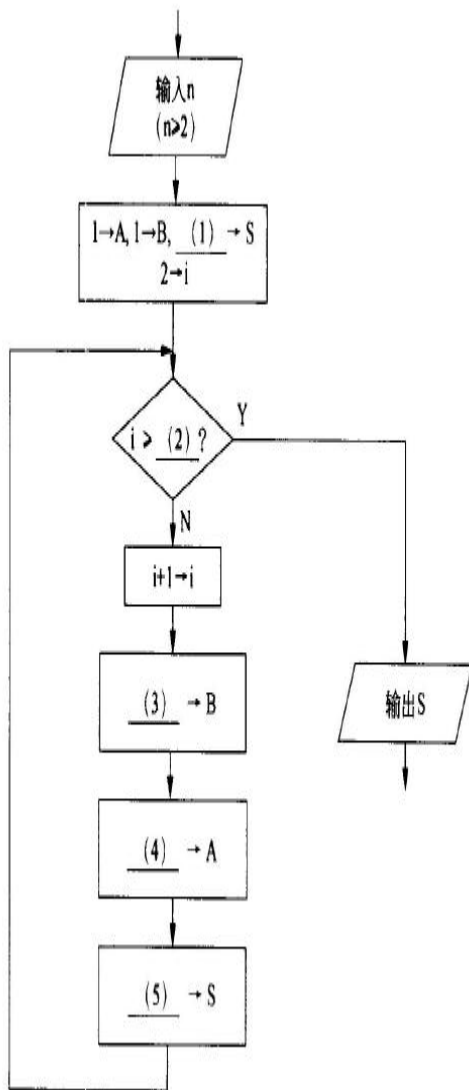 输入n
(n≥2)
1→A, 1→B, (1) → S
2→i
i ≥ (2) ?
Y
N
i+1→i
(3) → B
输出S
(4) → A
(5) → S